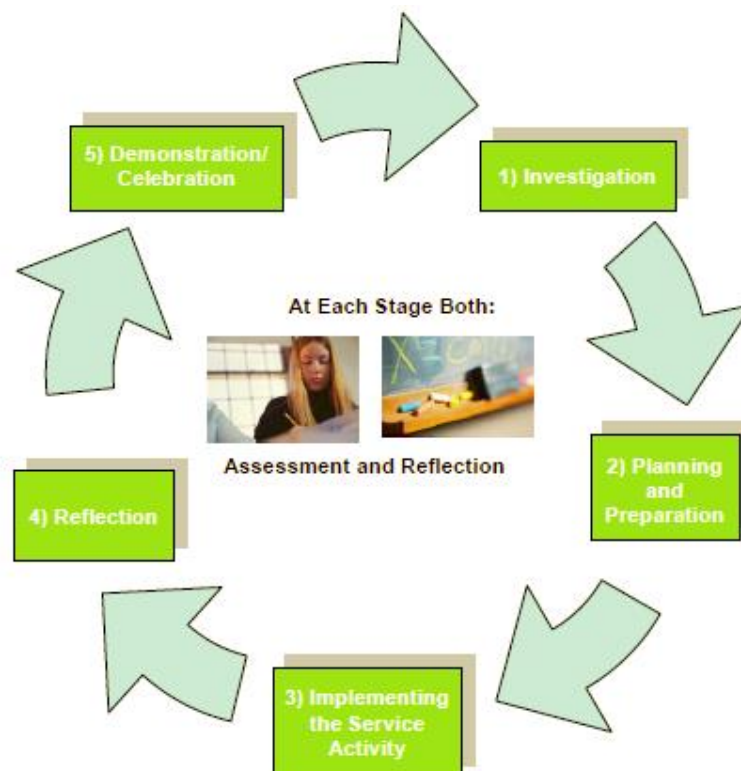 5) Demonstration/
Celebration
1) Investigation
At Each Stage Both:
Assessment and Reflection
2) Planning
and
Preparation
4) Reflection
3) Implementing
the Service
Activity